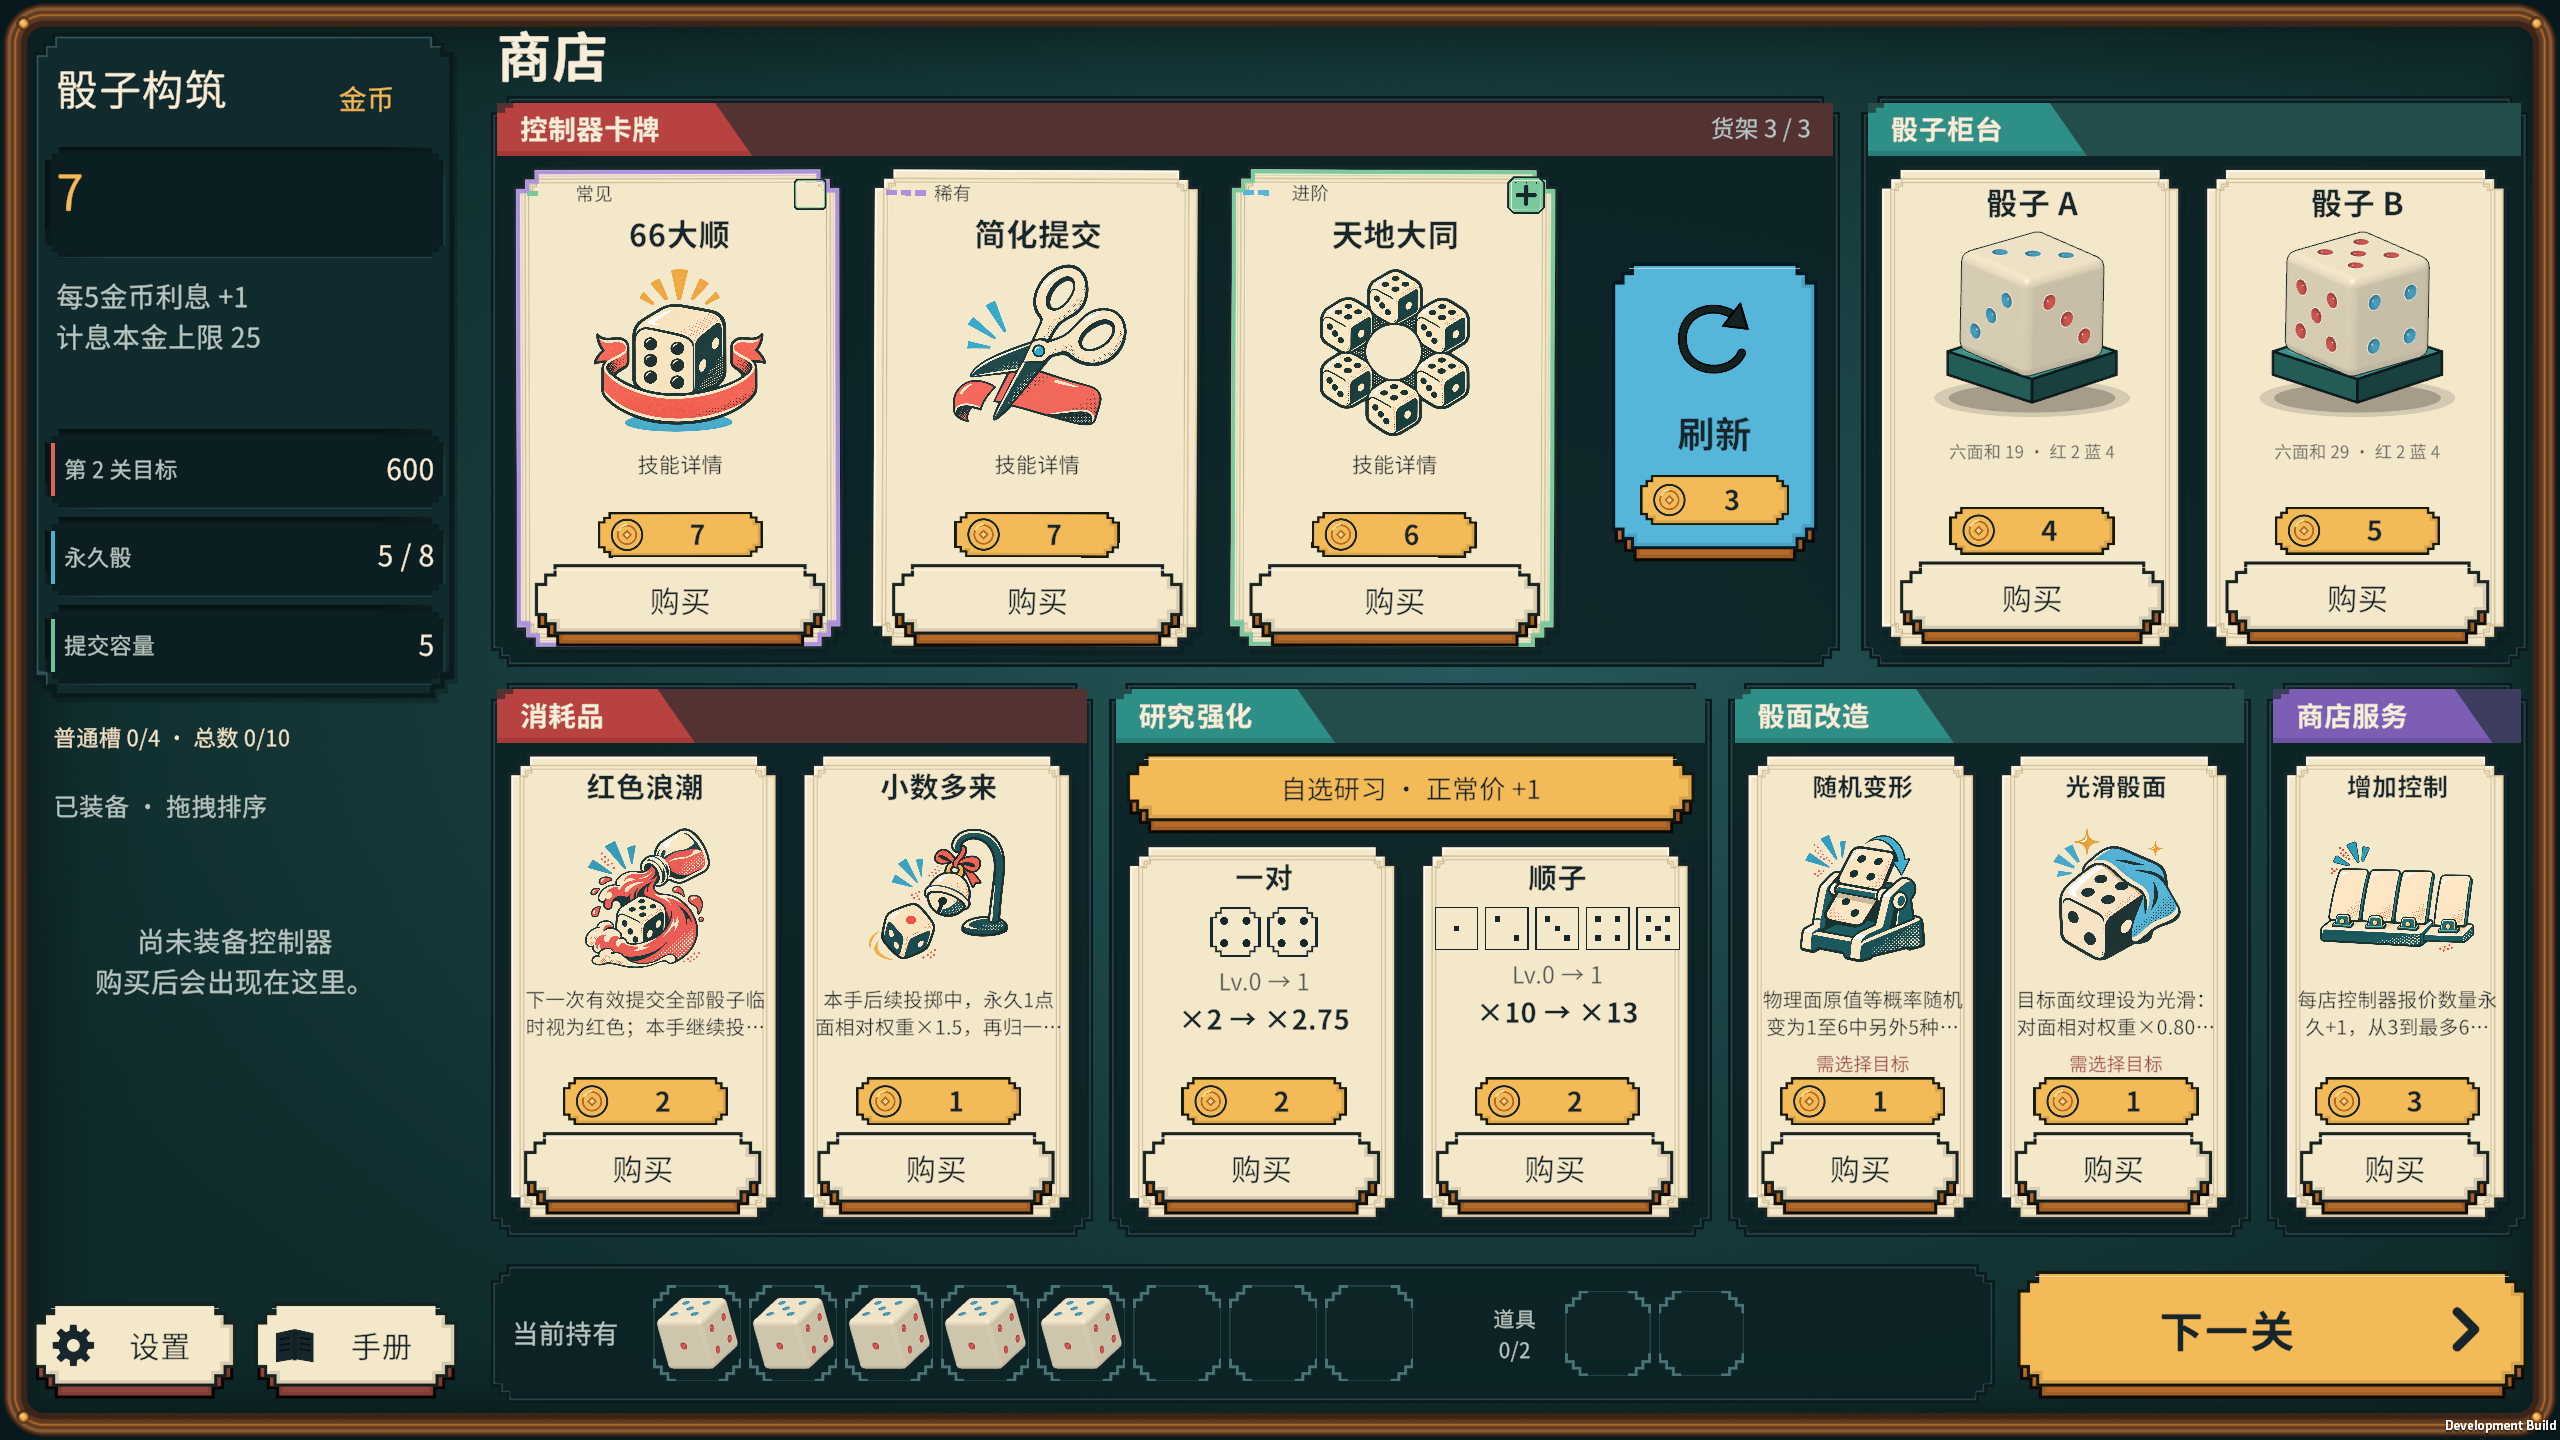 骰子构筑
金币
7
每5金币利息 +1
计息本金上限 25
第 2 关目标 600
永久骰 5 / 8
提交容量 5
普通槽 0/4 · 总数 0/10
已装备 · 拖拽排序
尚未装备控制器
购买后会出现在这里。
设置
手册
商店
控制器卡牌
货架 3 / 3
常见
66大顺
技能详情
7
购买
稀有
简化提交
技能详情
7
购买
进阶
天地大同
技能详情
6
购买
刷新
3
骰子柜台
骰子 A
六面和 19 · 红 2 蓝 4
4
购买
骰子 B
六面和 29 · 红 2 蓝 4
5
购买
消耗品
红色浪潮
下一次有效提交全部骰子临
时视为红色；本手继续投…
2
购买
小数多来
本手后续投掷中，永久1点
面相对权重×1.5，再归一…
1
购买
研究强化
自选研习 · 正常价 +1
一对
Lv.0 → 1
×2 → ×2.75
2
购买
顺子
Lv.0 → 1
×10 → ×13
2
购买
骰面改造
随机变形
物理面原值等概率随机
变为1至6中另外5种…
需选择目标
1
购买
光滑骰面
目标面纹理设为光滑：
对面相对权重×0.80…
需选择目标
1
购买
商店服务
增加控制
每店控制器报价数量永
久+1，从3到最多6…
3
购买
当前持有
道具
0/2
下一关
Development Build